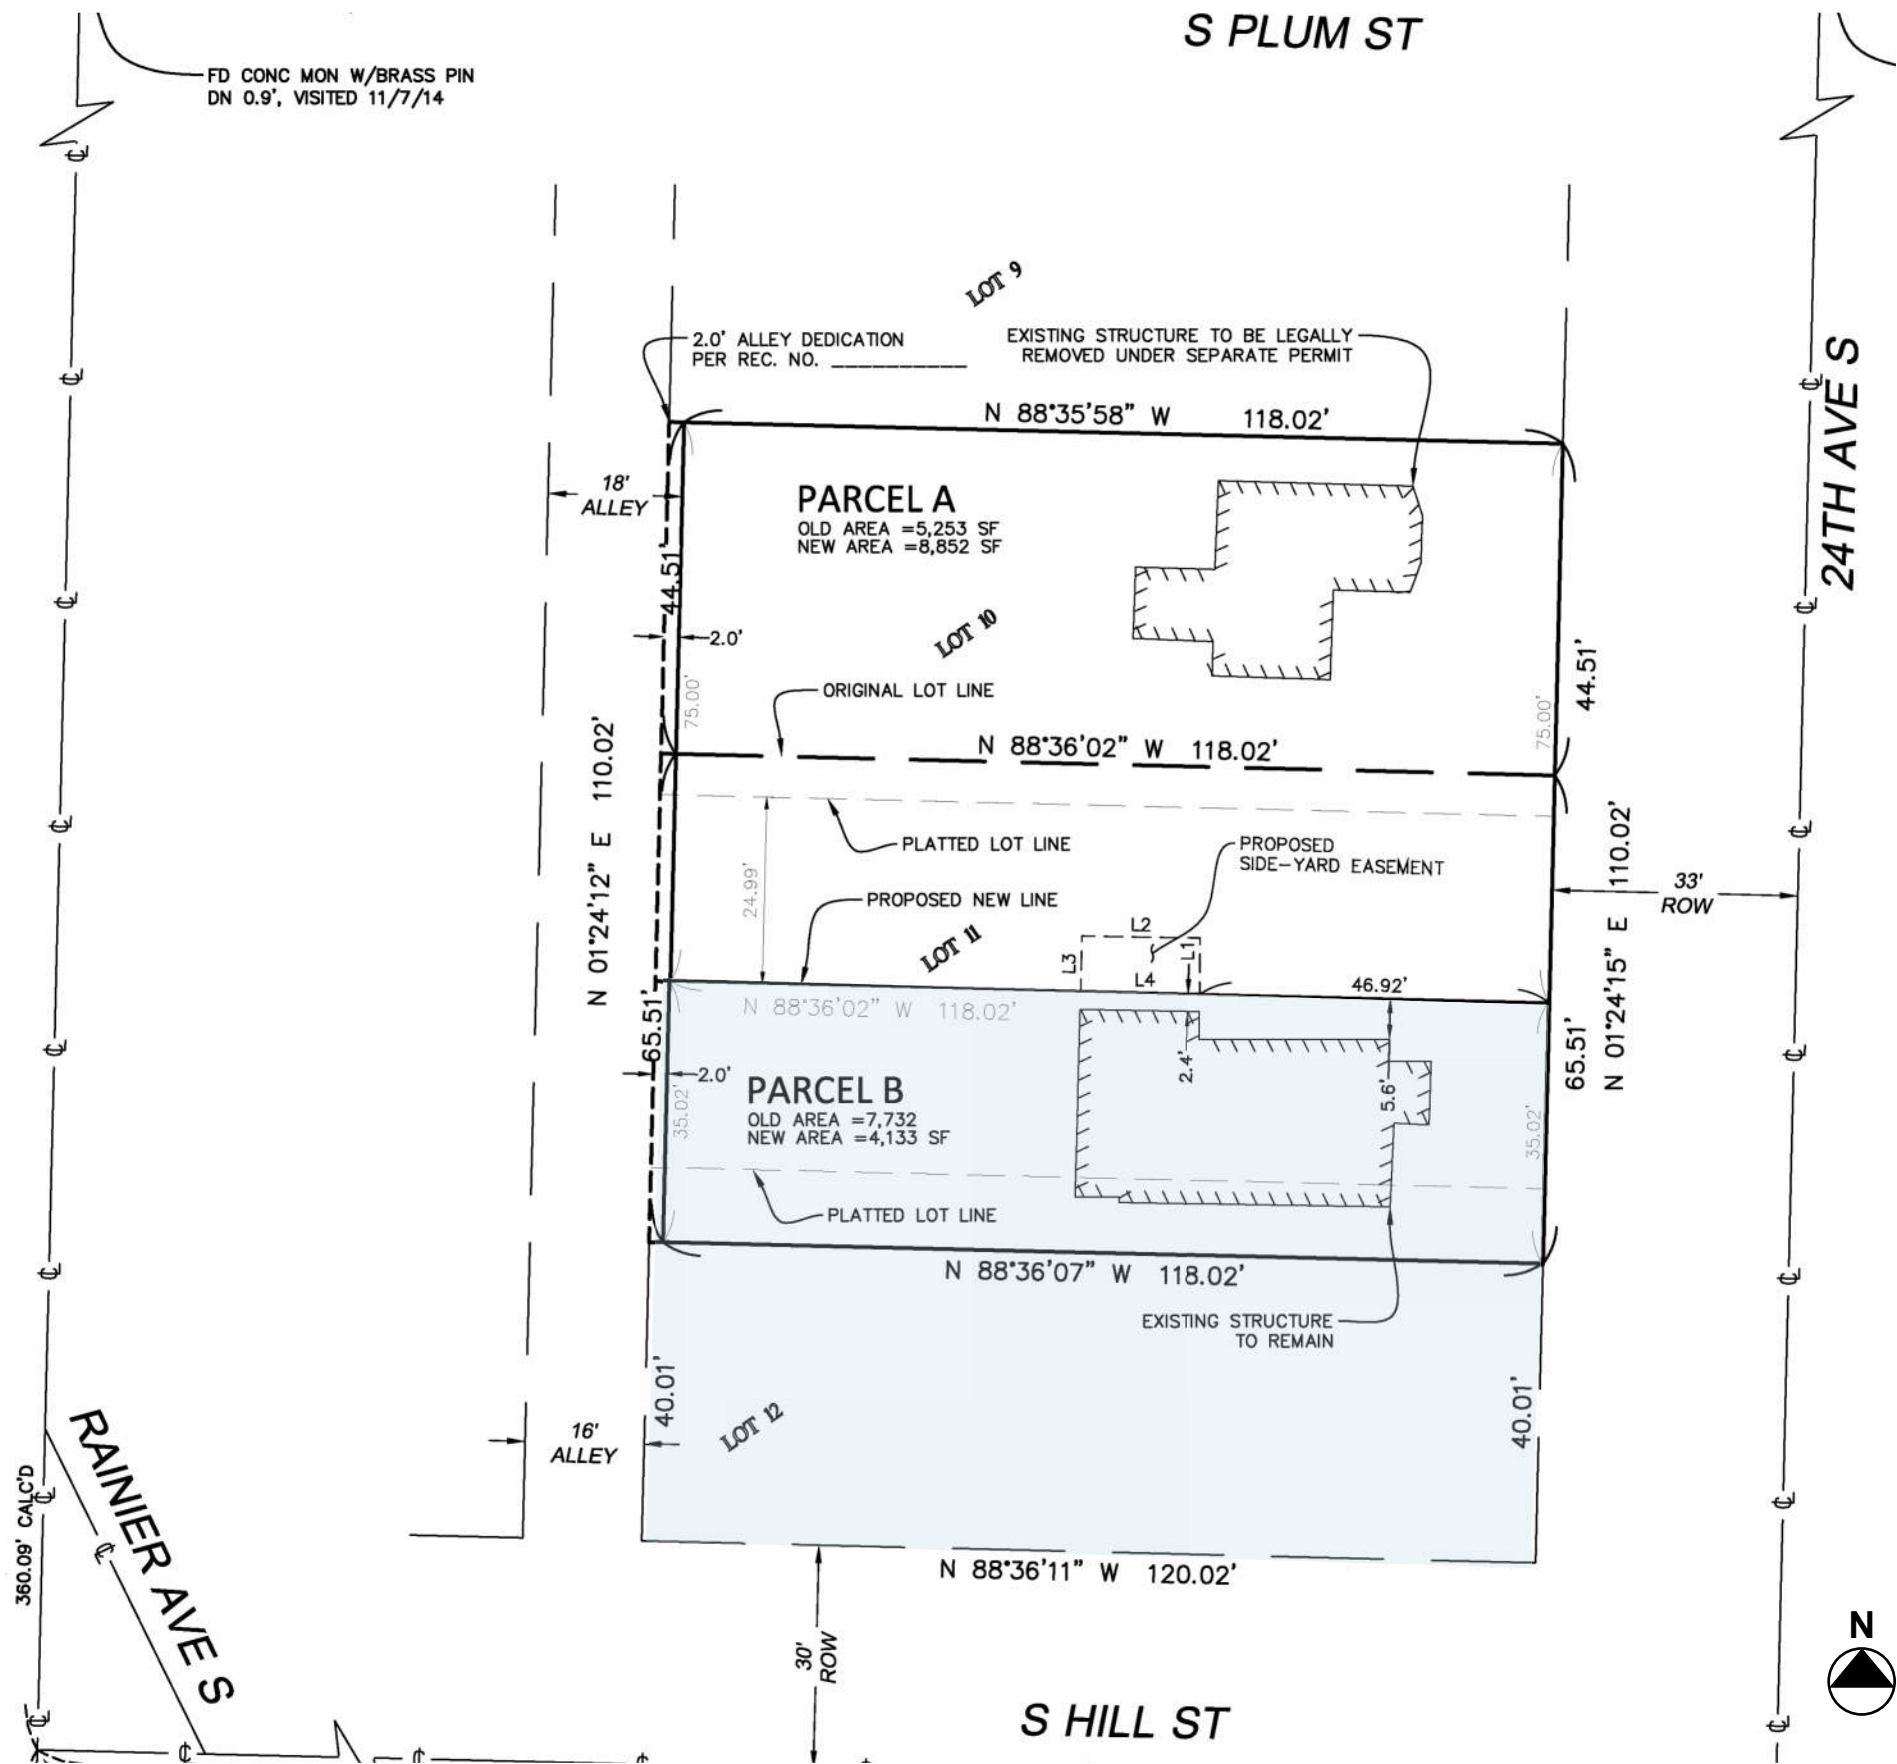 S PLUM ST
FD CONC MON W/BRASS PIN
DN 0.9', VISITED 11/7/14
LOT 9
2.0' ALLEY DEDICATION
PER REC. NO. ___________
EXISTING STRUCTURE TO BE LEGALLY
REMOVED UNDER SEPARATE PERMIT
24TH AVE S
N 88°35'58" W 118.02'
18'
ALLEY
PARCEL A
OLD AREA =5,253 SF
NEW AREA =8,852 SF
44.51'
2.0'
LOT 10
44.51'
75.00'
ORIGINAL LOT LINE
75.00'
N 88°36'02" W 118.02'
N 01°24'12" E 110.02'
PLATTED LOT LINE
PROPOSED
SIDE-YARD EASEMENT
N 01°24'15" E 110.02'
24.99'
PROPOSED NEW LINE
33'
ROW
LOT 11
L2
L3
L1
L4
46.92'
N 88°36'02" W 118.02'
65.51'
65.51'
2.0'
35.02'
PARCEL B
OLD AREA =7,732
NEW AREA =4,133 SF
2.4'
5.6'
35.02'
PLATTED LOT LINE
N 88°36'07" W 118.02'
EXISTING STRUCTURE
TO REMAIN
40.01'
40.01'
LOT 12
16'
ALLEY
RAINIER AVE S
360.09' CALC'D
N 88°36'11" W 120.02'
30'
ROW
N
S HILL ST